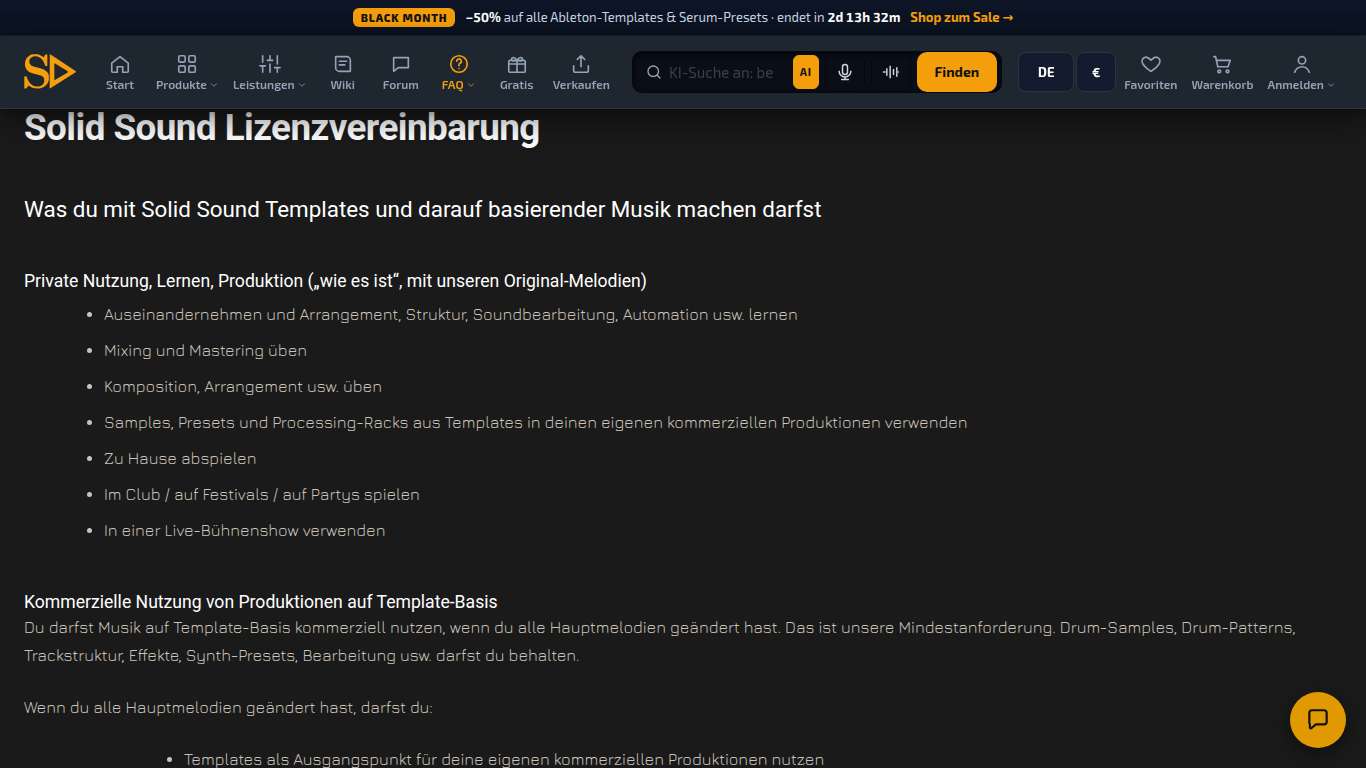 BLACK MONTH −50% auf alle Ableton-Templates & Serum-Presets · endet in 2d 13h 32m Shop zum Sale →
SD
Start Produkte Leistungen Wiki Forum FAQ Gratis Verkaufen
KI-Suche an: be AI Finden DE € Favoriten Warenkorb Anmelden
Solid Sound Lizenzvereinbarung
Was du mit Solid Sound Templates und darauf basierender Musik machen darfst
Private Nutzung, Lernen, Produktion („wie es ist“, mit unseren Original-Melodien)
• Auseinandernehmen und Arrangement, Struktur, Soundbearbeitung, Automation usw. lernen
• Mixing und Mastering üben
• Komposition, Arrangement usw. üben
• Samples, Presets und Processing-Racks aus Templates in deinen eigenen kommerziellen Produktionen verwenden
• Zu Hause abspielen
• Im Club / auf Festivals / auf Partys spielen
• In einer Live-Bühnenshow verwenden
Kommerzielle Nutzung von Produktionen auf Template-Basis
Du darfst Musik auf Template-Basis kommerziell nutzen, wenn du alle Hauptmelodien geändert hast. Das ist unsere Mindestanforderung. Drum-Samples, Drum-Patterns,
Trackstruktur, Effekte, Synth-Presets, Bearbeitung usw. darfst du behalten.
Wenn du alle Hauptmelodien geändert hast, darfst du:
• Templates als Ausgangspunkt für deine eigenen kommerziellen Produktionen nutzen